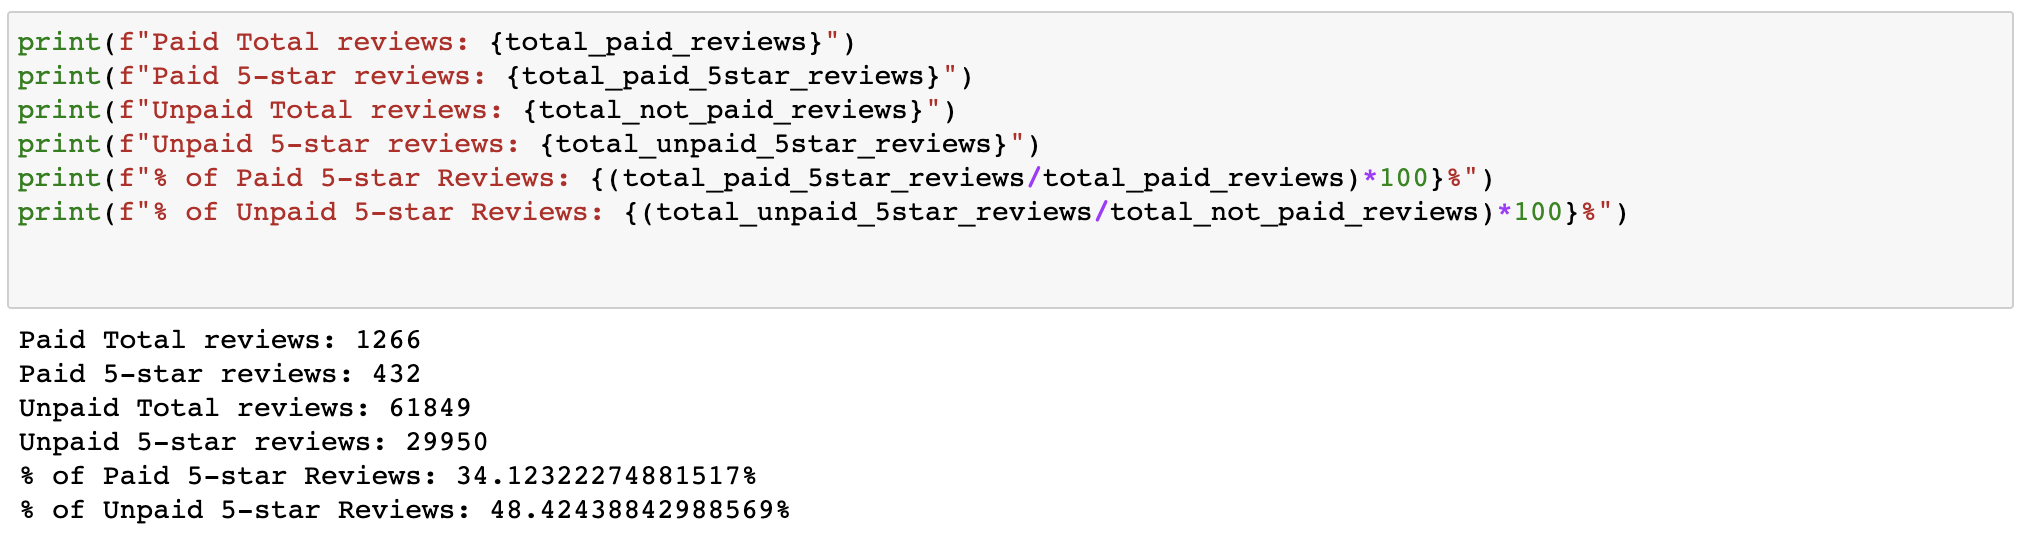 print(f"Paid Total reviews: {total_paid_reviews}")
print(f"Paid 5-star reviews: {total_paid_5star_reviews}")
print(f"Unpaid Total reviews: {total_not_paid_reviews}")
print(f"Unpaid 5-star reviews: {total_unpaid_5star_reviews}")
print(f"% of Paid 5-star Reviews: {(total_paid_5star_reviews/total_paid_reviews)*100}%")
print(f"% of Unpaid 5-star Reviews: {(total_unpaid_5star_reviews/total_not_paid_reviews)*100}%")
Paid Total reviews: 1266
Paid 5-star reviews: 432
Unpaid Total reviews: 61849
Unpaid 5-star reviews: 29950
% of Paid 5-star Reviews: 34.12322274881517%
% of Unpaid 5-star Reviews: 48.42438842988569%